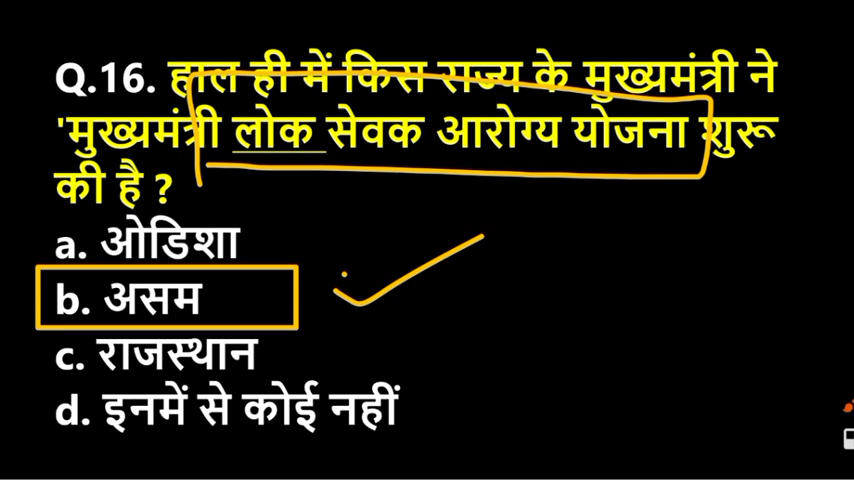 Q.16. हाल ही में किस राज्य के मुख्यमंत्री ने
'मुख्यमंत्री लोक सेवक आरोग्य योजना शुरू
की है ?
a. ओडिशा
b. असम
c. राजस्थान
d. इनमें से कोई नहीं